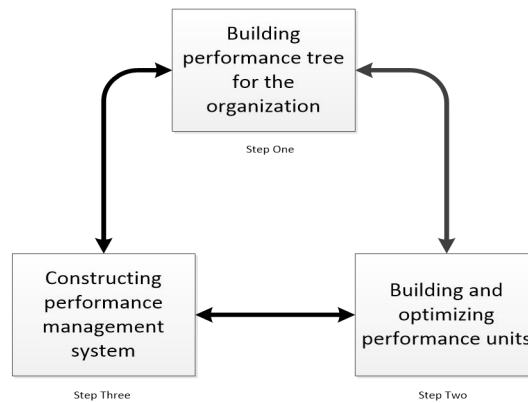 Building
performance tree
for the
organization
Step One
Constructing
performance
management
system
Step Three
Building and
optimizing
performance units
Step Two